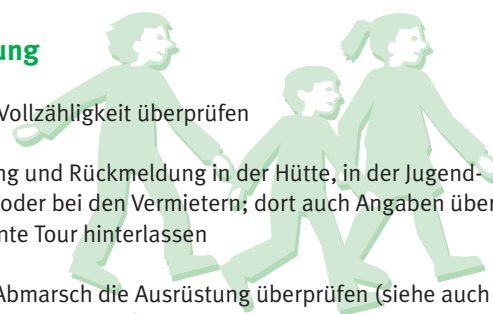 ung
Vollzähligkeit überprüfen
ng und Rückmeldung in der Hütte, in der Jugend-
oder bei den Vermietern; dort auch Angaben über
nte Tour hinterlassen
Abmarsch die Ausrüstung überprüfen (siehe auch